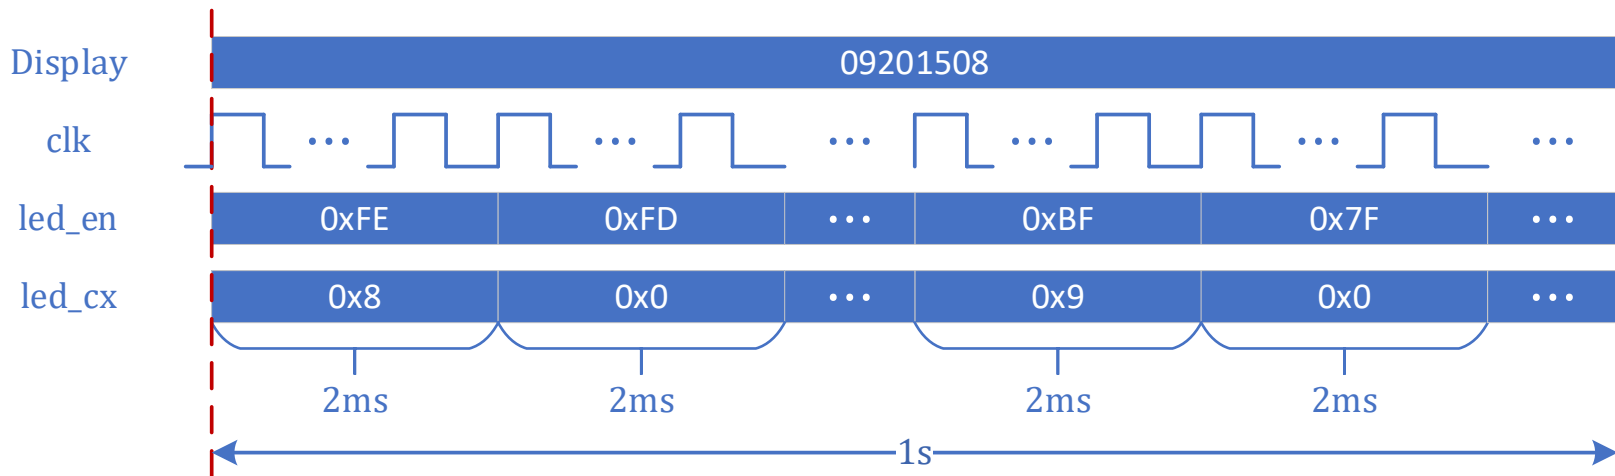 Display 09201508
clk ... ... ... ... ... ...
led_en 0xFE 0xFD ... 0xBF 0x7F ...
led_cx 0x8 0x0 ... 0x9 0x0 ...
2ms 2ms 2ms 2ms
1s